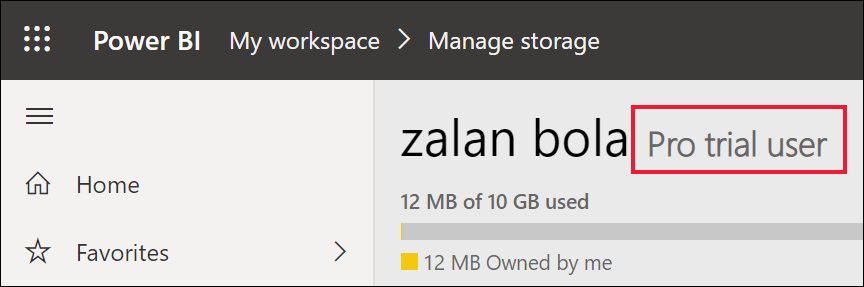 Power BI My workspace > Manage storage
zalan bola Pro trial user
Home
12 MB of 10 GB used
Favorites
12 MB Owned by me